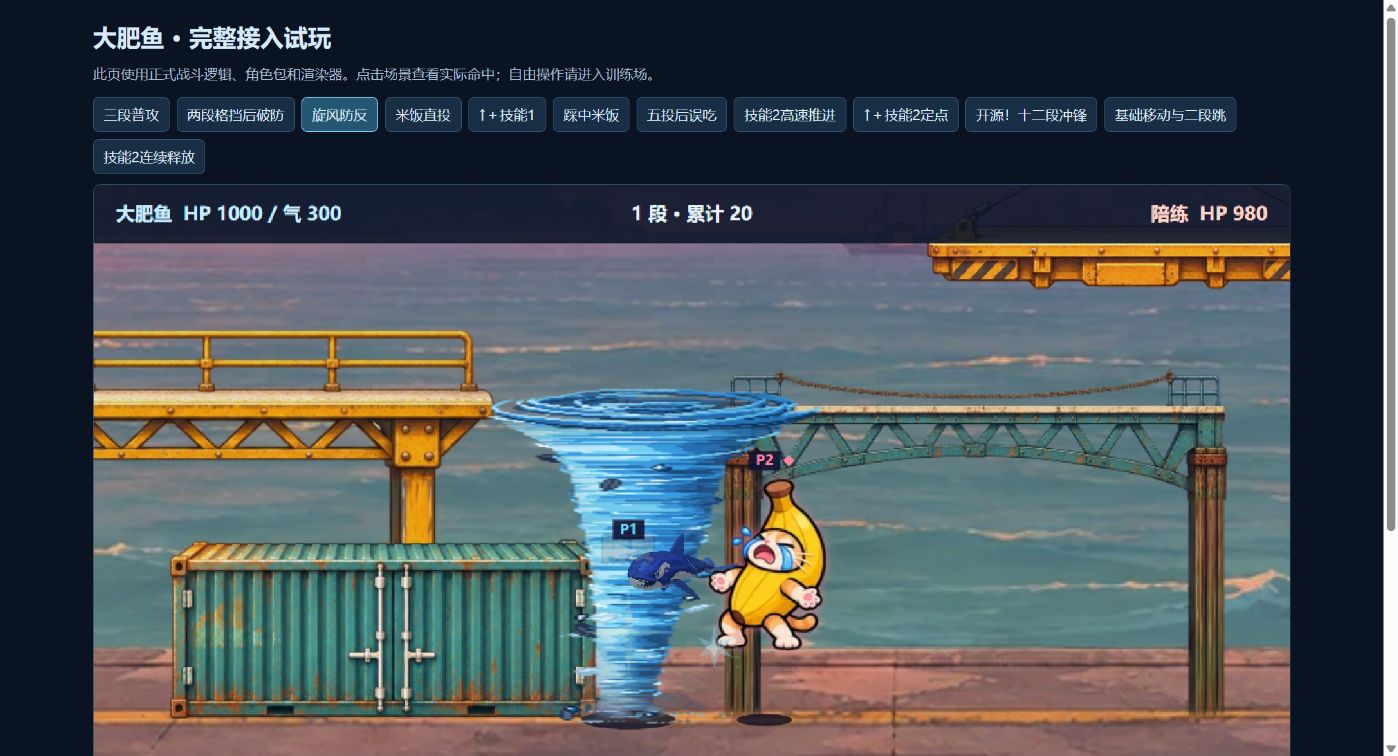 大肥鱼·完整接入试玩
此页使用正式战斗逻辑、角色包和渲染器。点击场景查看实际命中；自由操作请进入训练场。
三段普攻 两段格挡后破防 旋风防反 米饭直投 ↑+技能1 踩中米饭 五投后误吃 技能2高速推进 ↑+技能2定点 开源！十二段冲锋 基础移动与二段跳
技能2连续释放
大肥鱼 HP 1000 / 气 300 1 段·累计 20 陪练 HP 980
P2
P1